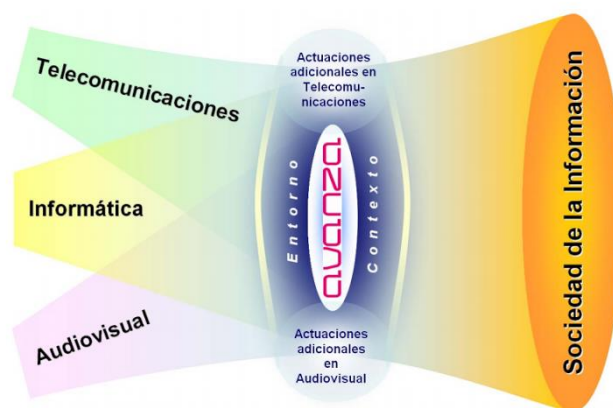 Telecomunicaciones
Informática
Audiovisual
Actuaciones
adicionales en
Telecomu-
nicaciones
Entorno
avanza
Contexto
Actuaciones
adicionales
en
Audiovisual
Sociedad de la Información